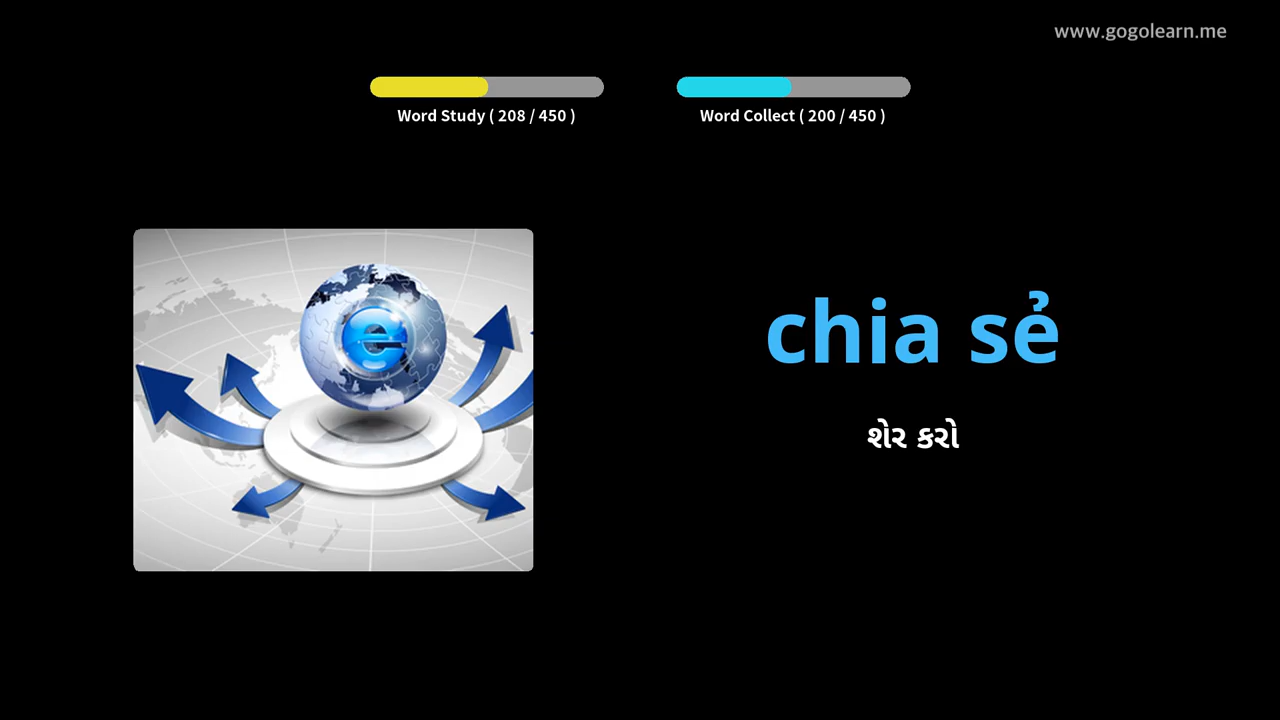 www.gogolearn.me
Word Study ( 208 / 450 )
Word Collect ( 200 / 450 )
e
chia sẻ
શેર કરો